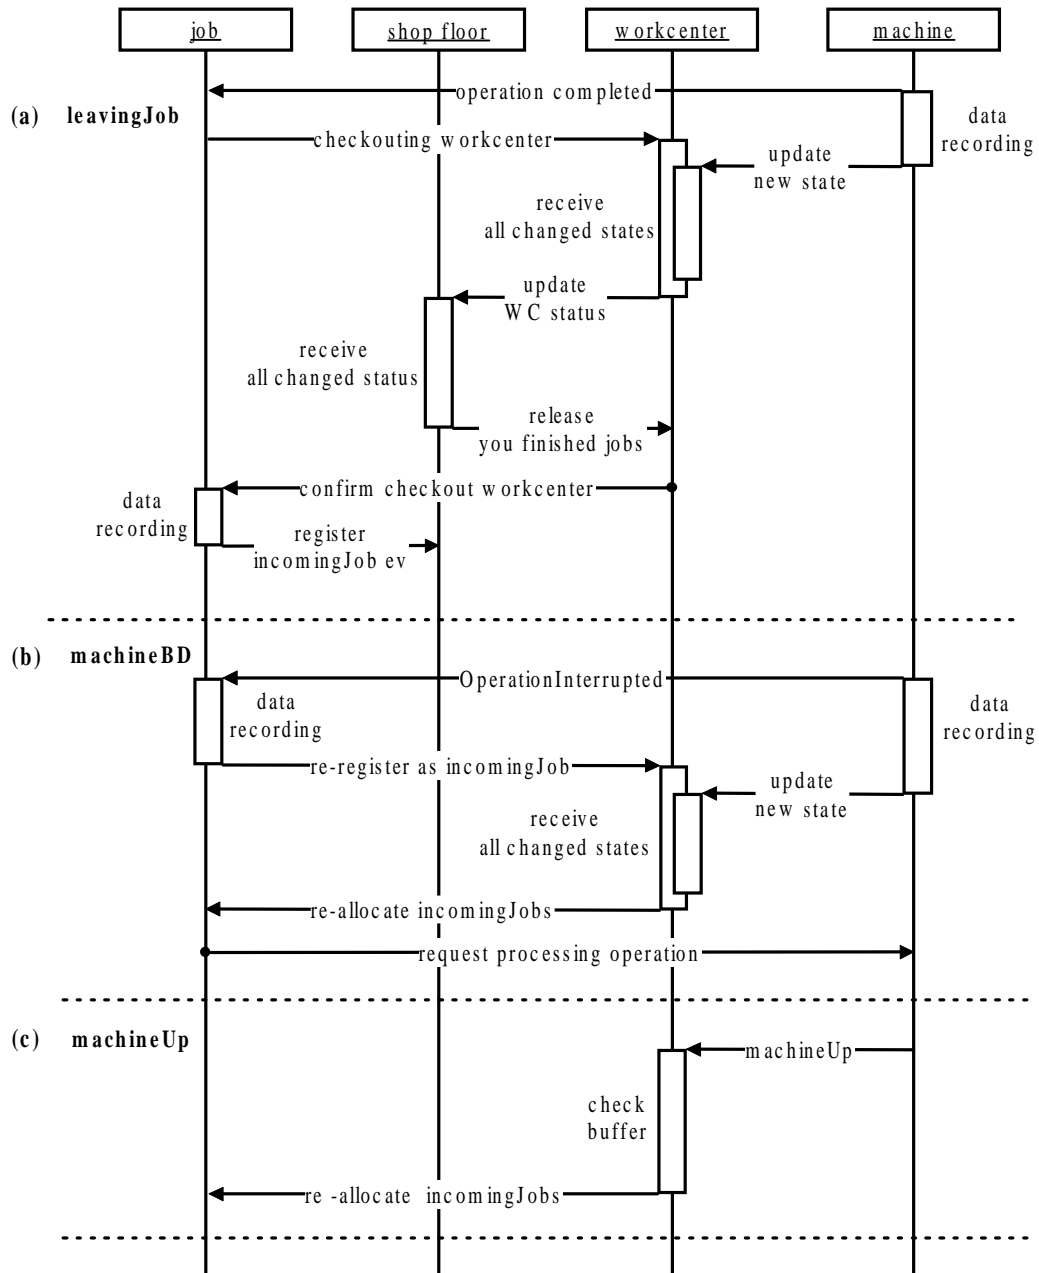 job
shop floor
workcenter
machine
operation completed
(a) leavingJob
data
recording
checkouting workcenter
update
new state
receive
all changed states
update
WC status
receive
all changed status
release
you finished jobs
confirm checkout workcenter
data
recording
register
incomingJob ev
(b) machineBD
OperationInterrupted
data
recording
data
recording
re-register as incomingJob
update
new state
receive
all changed states
re-allocate incomingJobs
request processing operation
(c) machineUp
machineUp
check
buffer
re -allocate incomingJobs